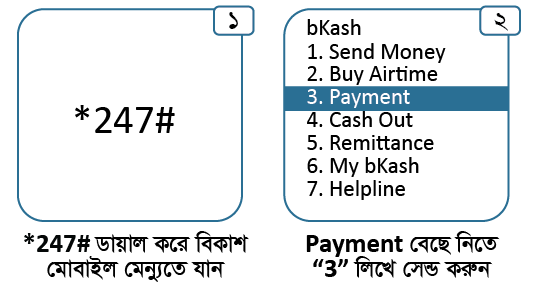 ১
*247#
*247# ডায়াল করে বিকাশ
মোবাইল মেন্যুতে যান
২
bKash
1. Send Money
2. Buy Airtime
3. Payment
4. Cash Out
5. Remittance
6. My bKash
7. Helpline
Payment বেছে নিতে
“3” লিখে সেন্ড করুন